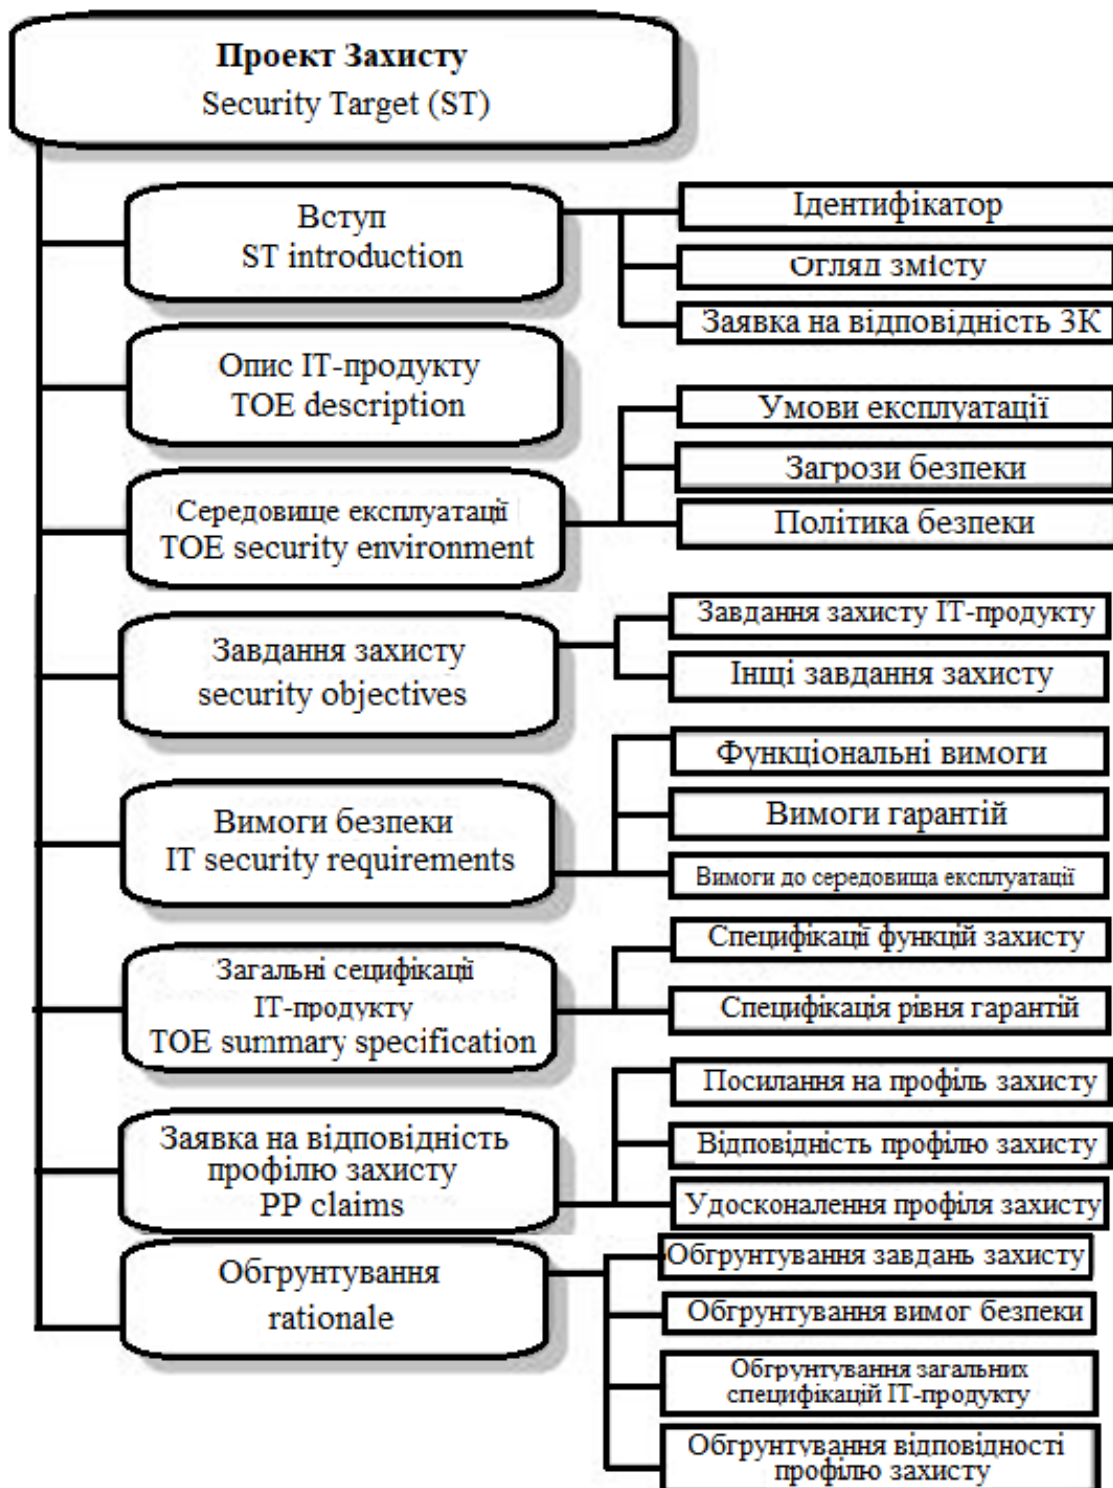 Проект Захисту
Security Target (ST)
Вступ
ST introduction
Ідентифікатор
Огляд змісту
Заявка на відповідність ЗК
Опис ІТ-продукту
TOE description
Середовище експлуатації
TOE security environment
Умови експлуатації
Загрози безпеки
Політика безпеки
Завдання захисту
security objectives
Завдання захисту ІТ-продукту
Інщі завдання захисту
Вимоги безпеки
IT security requirements
Функціональні вимоги
Вимоги гарантій
Вимоги до середовища експлуатації
Загальні сецифікації
ІТ-продукту
TOE summary specification
Специфікації функцій захисту
Специфікація рівня гарантій
Заявка на відповідність
профілю захисту
PP claims
Посилання на профіль захисту
Відповідність профілю захисту
Удосконалення профіля захисту
Обгрунтування
rationale
Обгрунтування завдань захисту
Обгрунтування вимог безпеки
Обгрунтування загальних
специфікацій ІТ-продукту
Обгрунтування відповідності
профілю захисту